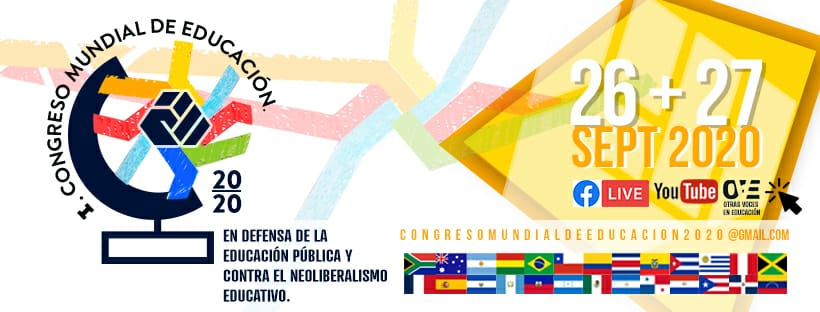 I. CONGRESO MUNDIAL DE EDUCACIÓN.
20
20
EN DEFENSA DE LA
EDUCACIÓN PÚBLICA Y
CONTRA EL NEOLIBERALISMO
EDUCATIVO.
26 + 27
SEPT 2020
LIVE YouTube OVE
OTRAS VOCES
EN EDUCACIÓN
CONGRESOMUNDIALDEEDUCACION2020@GMAIL.COM